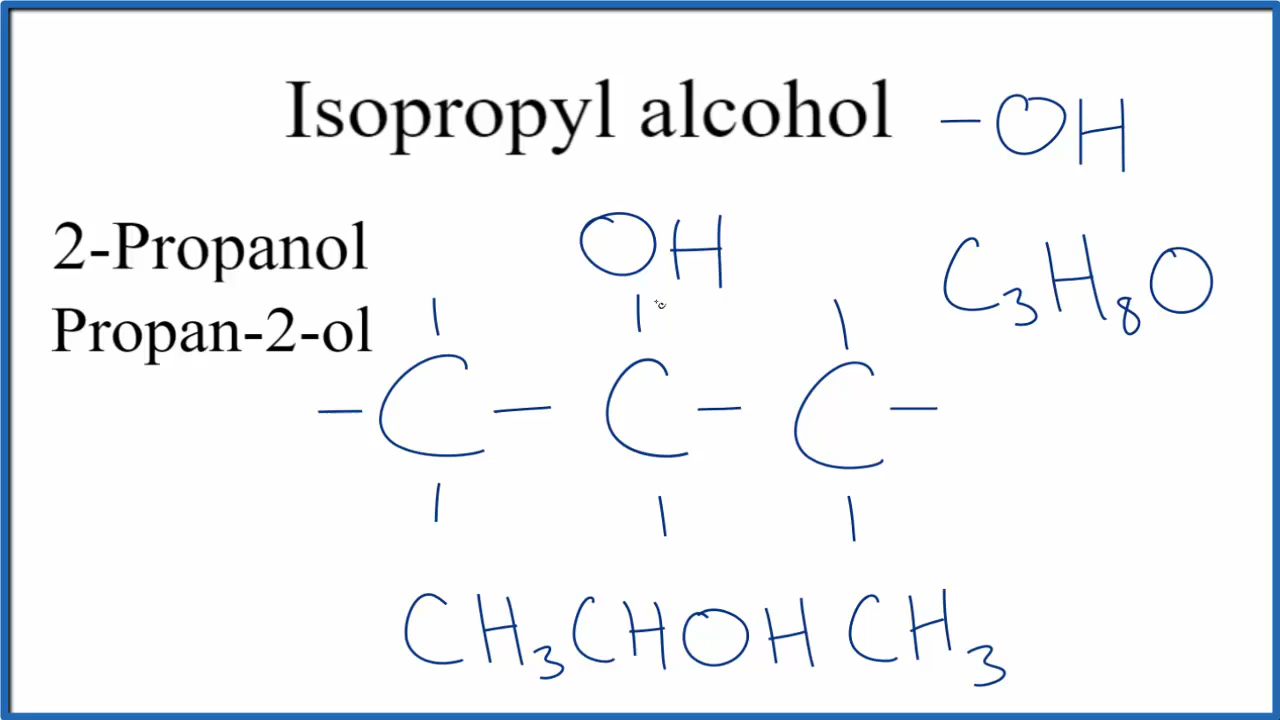 Isopropyl alcohol -OH
2-Propanol
Propan-2-ol
OH
C₃H₈O
- C - C - C -
CH₃CHOHCH₃